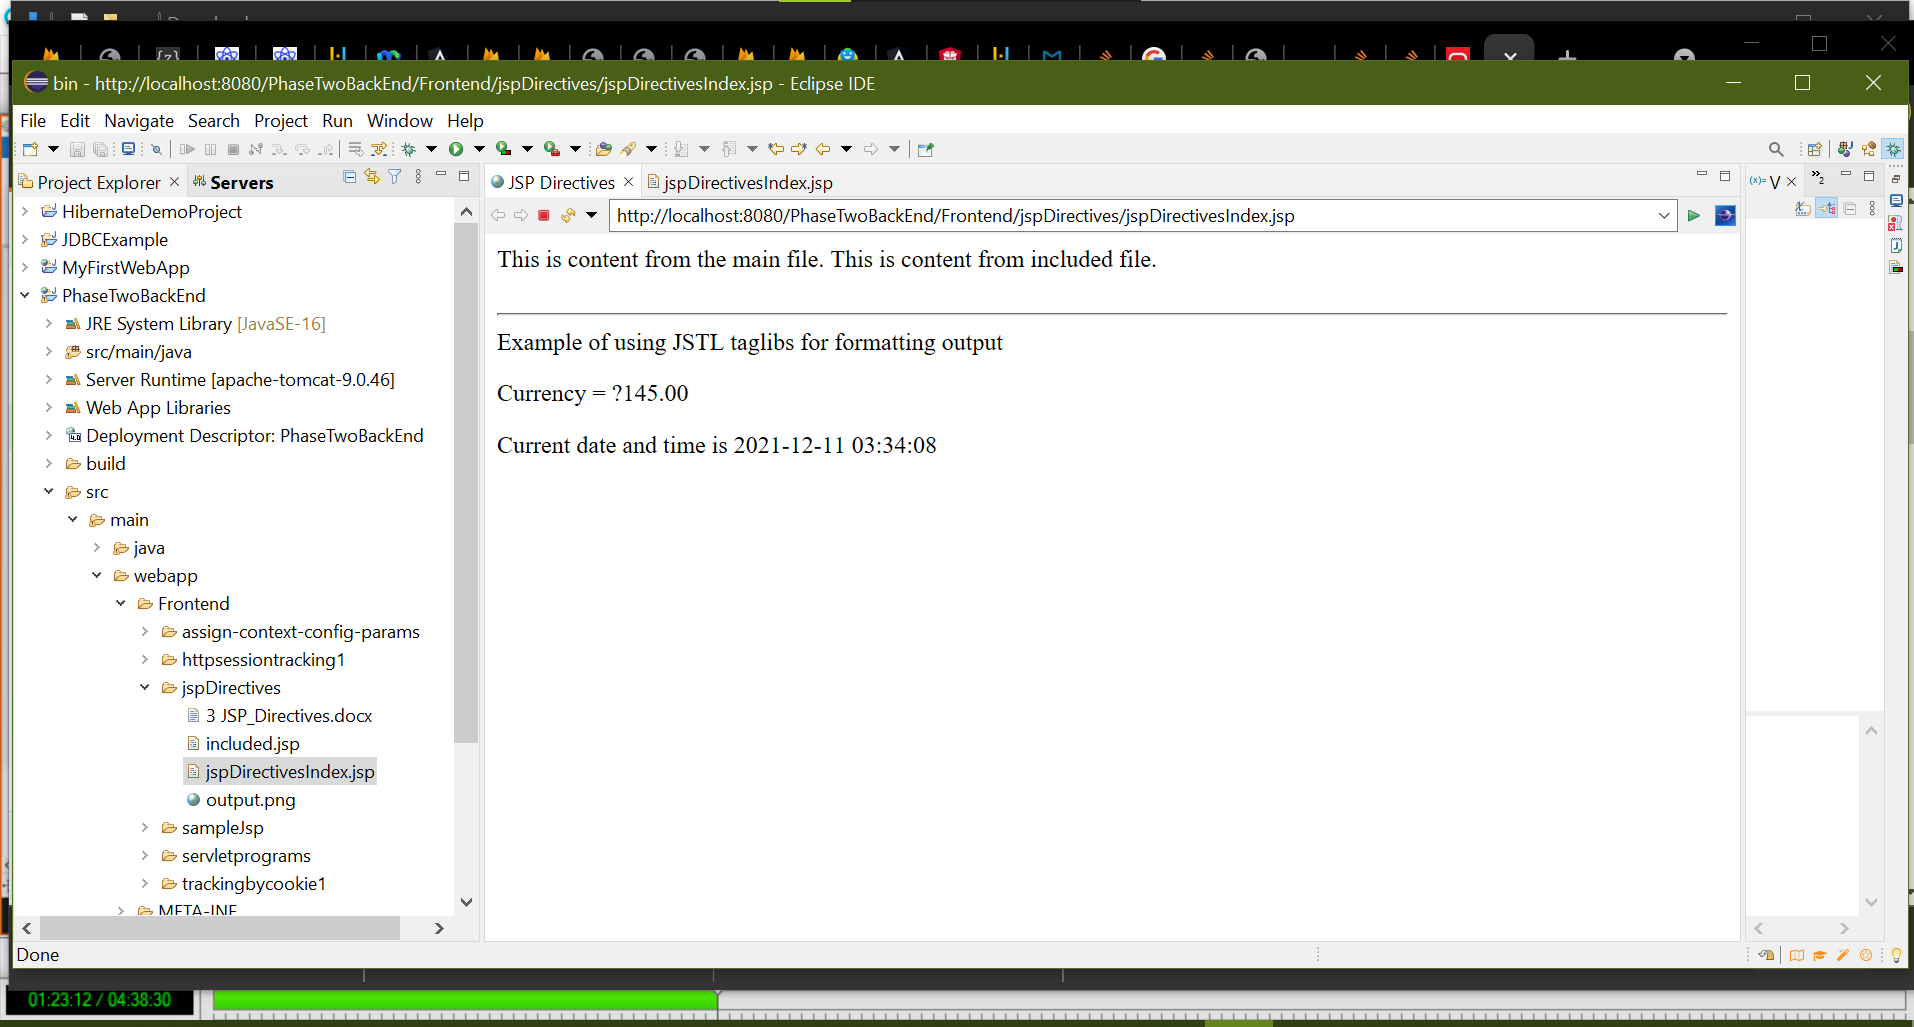 bin - http://localhost:8080/PhaseTwoBackEnd/Frontend/jspDirectives/jspDirectivesIndex.jsp - Eclipse IDE
File Edit Navigate Search Project Run Window Help
Project Explorer
Servers
JSP Directives
jspDirectivesIndex.jsp
(x)= V
»2
http://localhost:8080/PhaseTwoBackEnd/Frontend/jspDirectives/jspDirectivesIndex.jsp
HibernateDemoProject
JDBCExample
MyFirstWebApp
PhaseTwoBackEnd
JRE System Library [JavaSE-16]
src/main/java
Server Runtime [apache-tomcat-9.0.46]
Web App Libraries
Deployment Descriptor: PhaseTwoBackEnd
build
src
main
java
webapp
Frontend
assign-context-config-params
httpsessiontracking1
jspDirectives
3 JSP_Directives.docx
included.jsp
jspDirectivesIndex.jsp
output.png
sampleJsp
servletprograms
trackingbycookie1
META-INF
This is content from the main file. This is content from included file.
Example of using JSTL taglibs for formatting output
Currency = ?145.00
Current date and time is 2021-12-11 03:34:08
Done
01:23:12 / 04:38:30